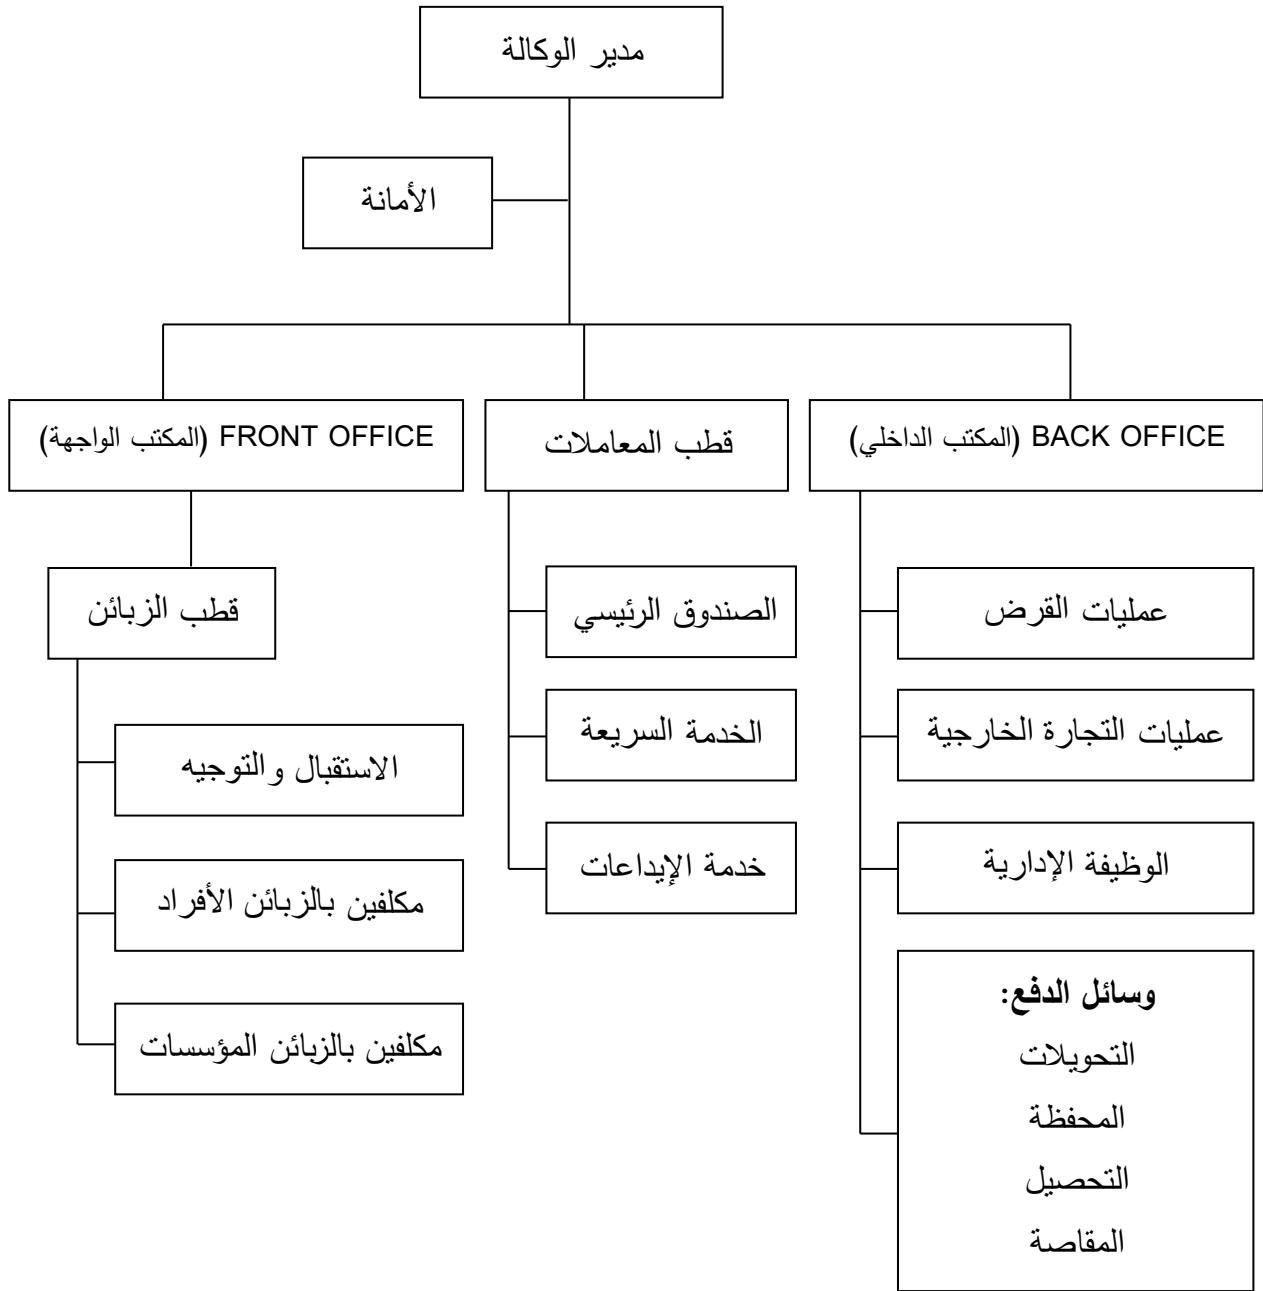 مدير الوكالة
الأمانة
BACK OFFICE (المكتب الداخلي)
قطب المعاملات
FRONT OFFICE (المكتب الواجهة)
عمليات القرض
عمليات التجارة الخارجية
الوظيفة الإدارية
وسائل الدفع:
التحويلات
المحفظة
التحصيل
المقاصة
الصندوق الرئيسي
الخدمة السريعة
خدمة الإيداعات
قطب الزبائن
الاستقبال والتوجيه
مكلفين بالزبائن الأفراد
مكلفين بالزبائن المؤسسات